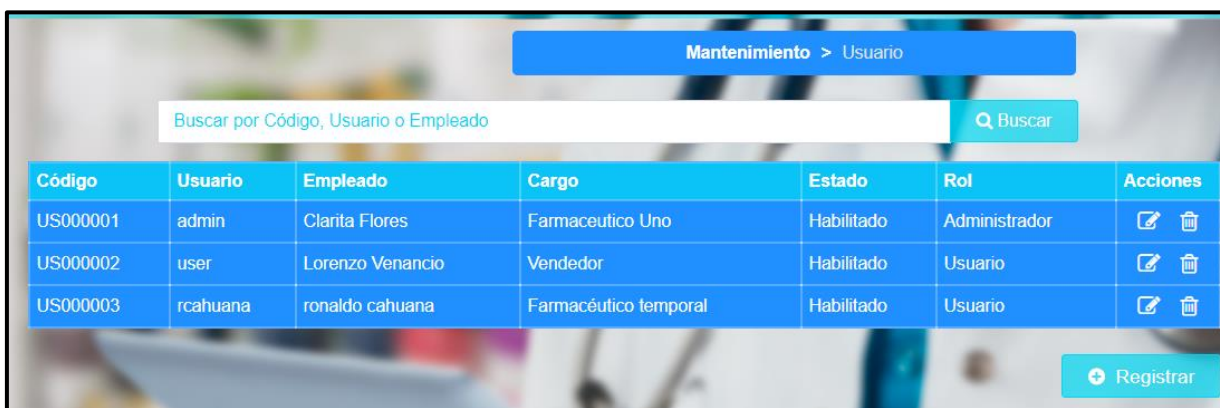 Mantenimiento > Usuario
Buscar por Código, Usuario o Empleado Buscar
Código Usuario Empleado Cargo Estado Rol Acciones
US000001 admin Clarita Flores Farmaceutico Uno Habilitado Administrador
US000002 user Lorenzo Venancio Vendedor Habilitado Usuario
US000003 rcahuana ronaldo cahuana Farmacéutico temporal Habilitado Usuario
Registrar